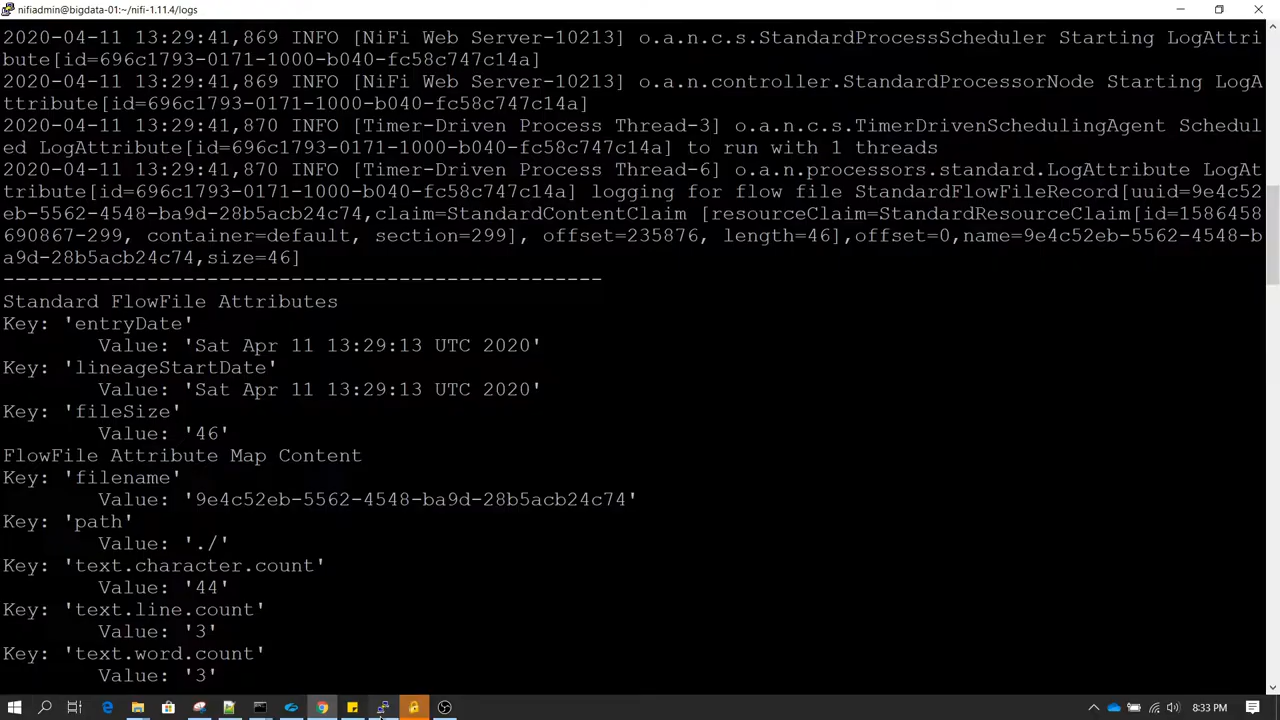 nifiadmin@bigdata-01:~/nifi-1.11.4/logs
2020-04-11 13:29:41,869 INFO [NiFi Web Server-10213] o.a.n.c.s.StandardProcessScheduler Starting LogAttri
bute[id=696c1793-0171-1000-b040-fc58c747c14a]
2020-04-11 13:29:41,869 INFO [NiFi Web Server-10213] o.a.n.controller.StandardProcessorNode Starting LogA
ttribute[id=696c1793-0171-1000-b040-fc58c747c14a]
2020-04-11 13:29:41,870 INFO [Timer-Driven Process Thread-3] o.a.n.c.s.TimerDrivenSchedulingAgent Schedul
ed LogAttribute[id=696c1793-0171-1000-b040-fc58c747c14a] to run with 1 threads
2020-04-11 13:29:41,870 INFO [Timer-Driven Process Thread-6] o.a.n.processors.standard.LogAttribute LogAt
tribute[id=696c1793-0171-1000-b040-fc58c747c14a] logging for flow file StandardFlowFileRecord[uuid=9e4c52
eb-5562-4548-ba9d-28b5acb24c74,claim=StandardContentClaim [resourceClaim=StandardResourceClaim[id=1586458
690867-299, container=default, section=299], offset=235876, length=46],offset=0,name=9e4c52eb-5562-4548-b
a9d-28b5acb24c74,size=46]
--------------------------------------------------
Standard FlowFile Attributes
Key: 'entryDate'
Value: 'Sat Apr 11 13:29:13 UTC 2020'
Key: 'lineageStartDate'
Value: 'Sat Apr 11 13:29:13 UTC 2020'
Key: 'fileSize'
Value: '46'
FlowFile Attribute Map Content
Key: 'filename'
Value: '9e4c52eb-5562-4548-ba9d-28b5acb24c74'
Key: 'path'
Value: './'
Key: 'text.character.count'
Value: '44'
Key: 'text.line.count'
Value: '3'
Key: 'text.word.count'
Value: '3'
8:33 PM